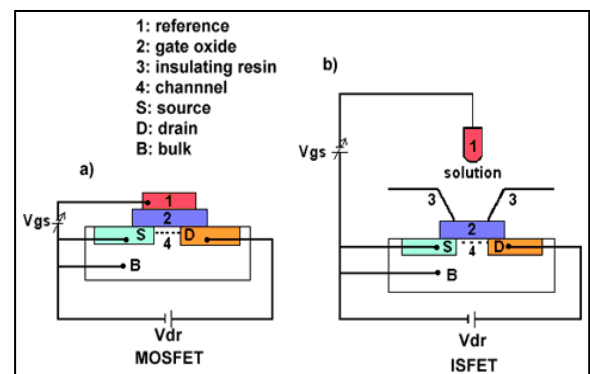 1: reference
2: gate oxide
3: insulating resin
4: channnel
S: source
D: drain
B: bulk
a)
1
2
Vgs
S
D
4
B
Vdr
MOSFET
b)
1
Vgs
solution
3
3
2
S
D
4
B
Vdr
ISFET